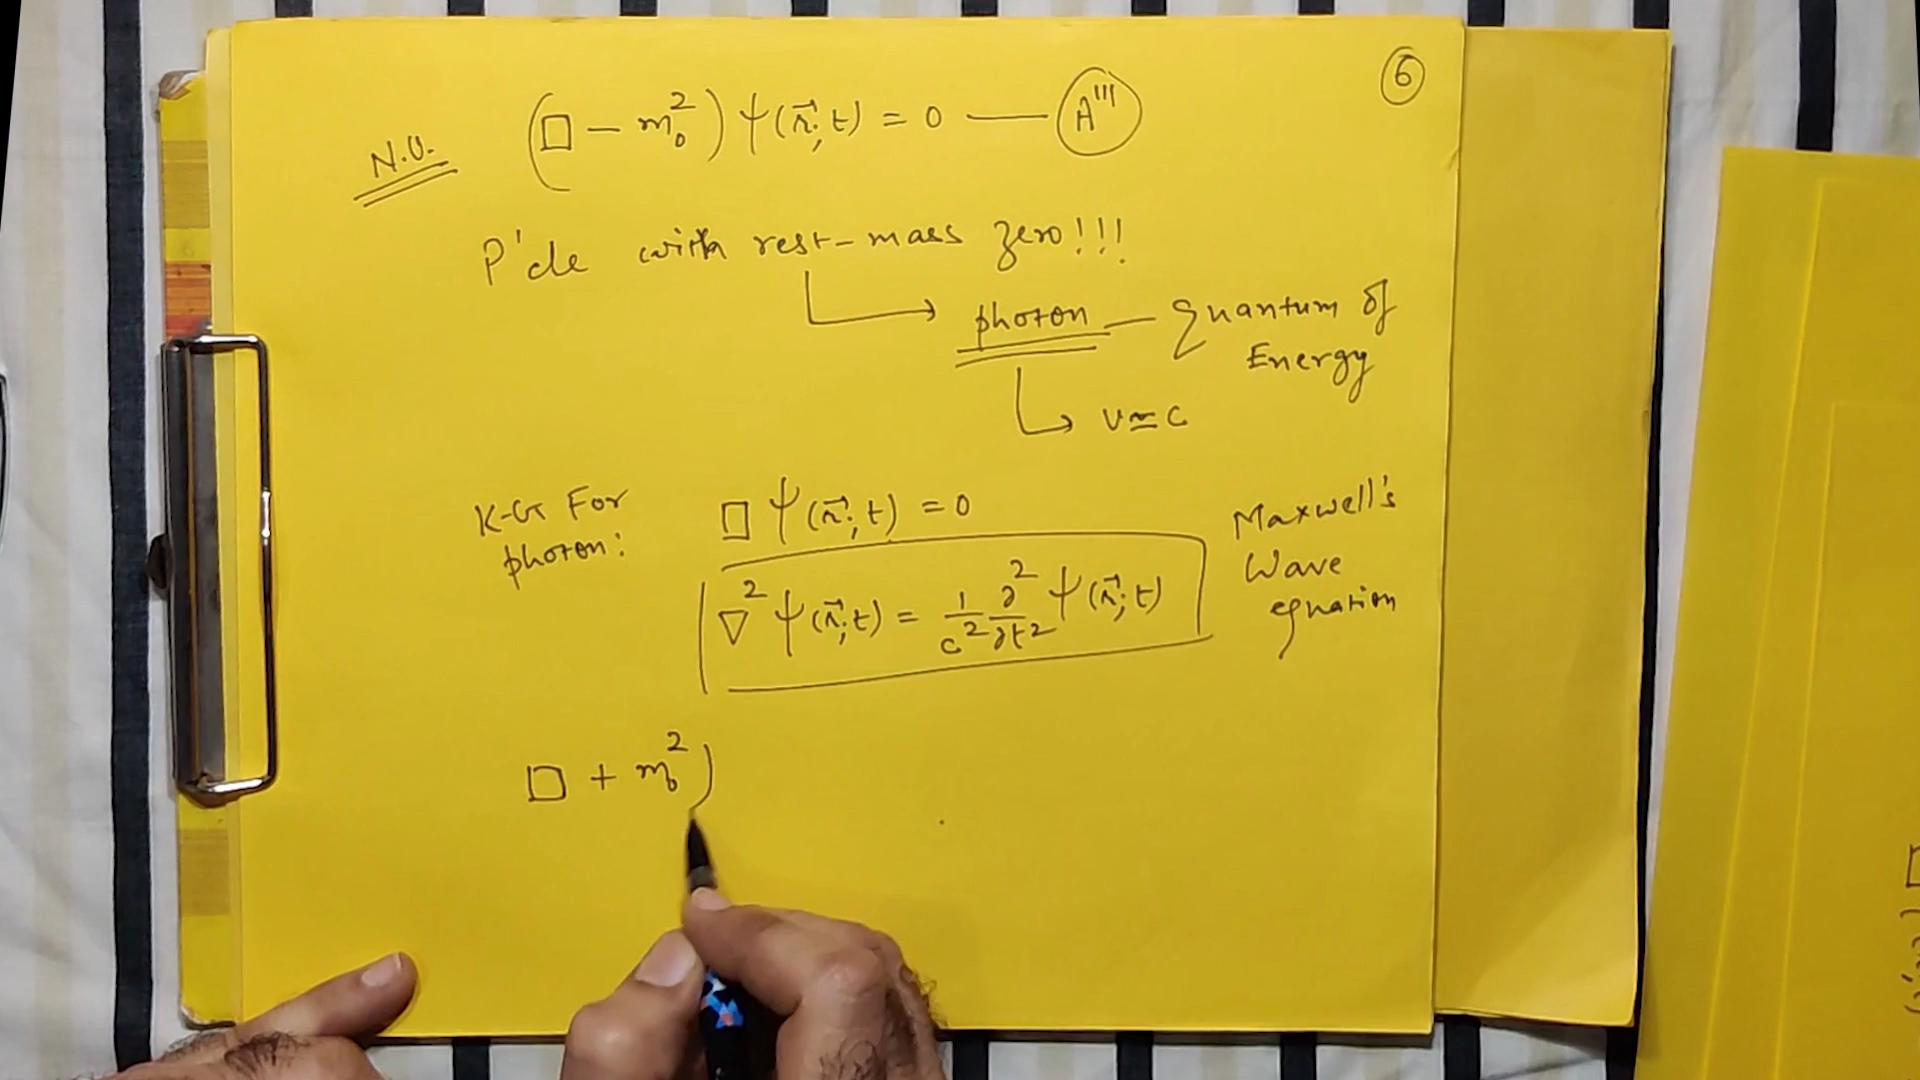 6
N.U. (□ − m₀²) ψ(r⃗; t) = 0 — A'''
P'cle with rest-mass zero!!!
photon — Quantum of
Energy
v ≃ c
K-G For
photon:
□ ψ(r⃗; t) = 0
∇² ψ(r⃗; t) = 1/c² ∂²/∂t² ψ(r⃗; t)
Maxwell's
Wave
equation
□ + m₀²)